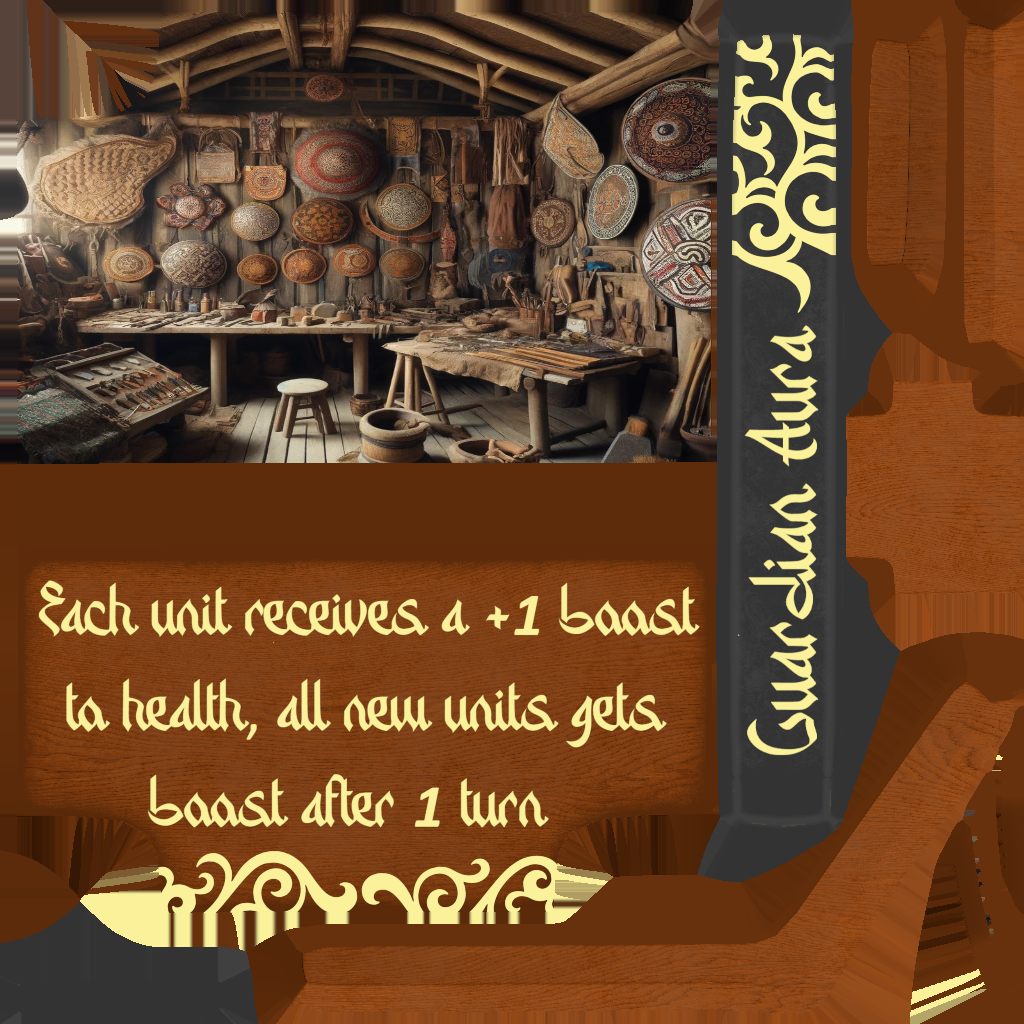 Each unit receives a +1 boost
to health, all new units gets
boost after 1 turn
Guardian Aura